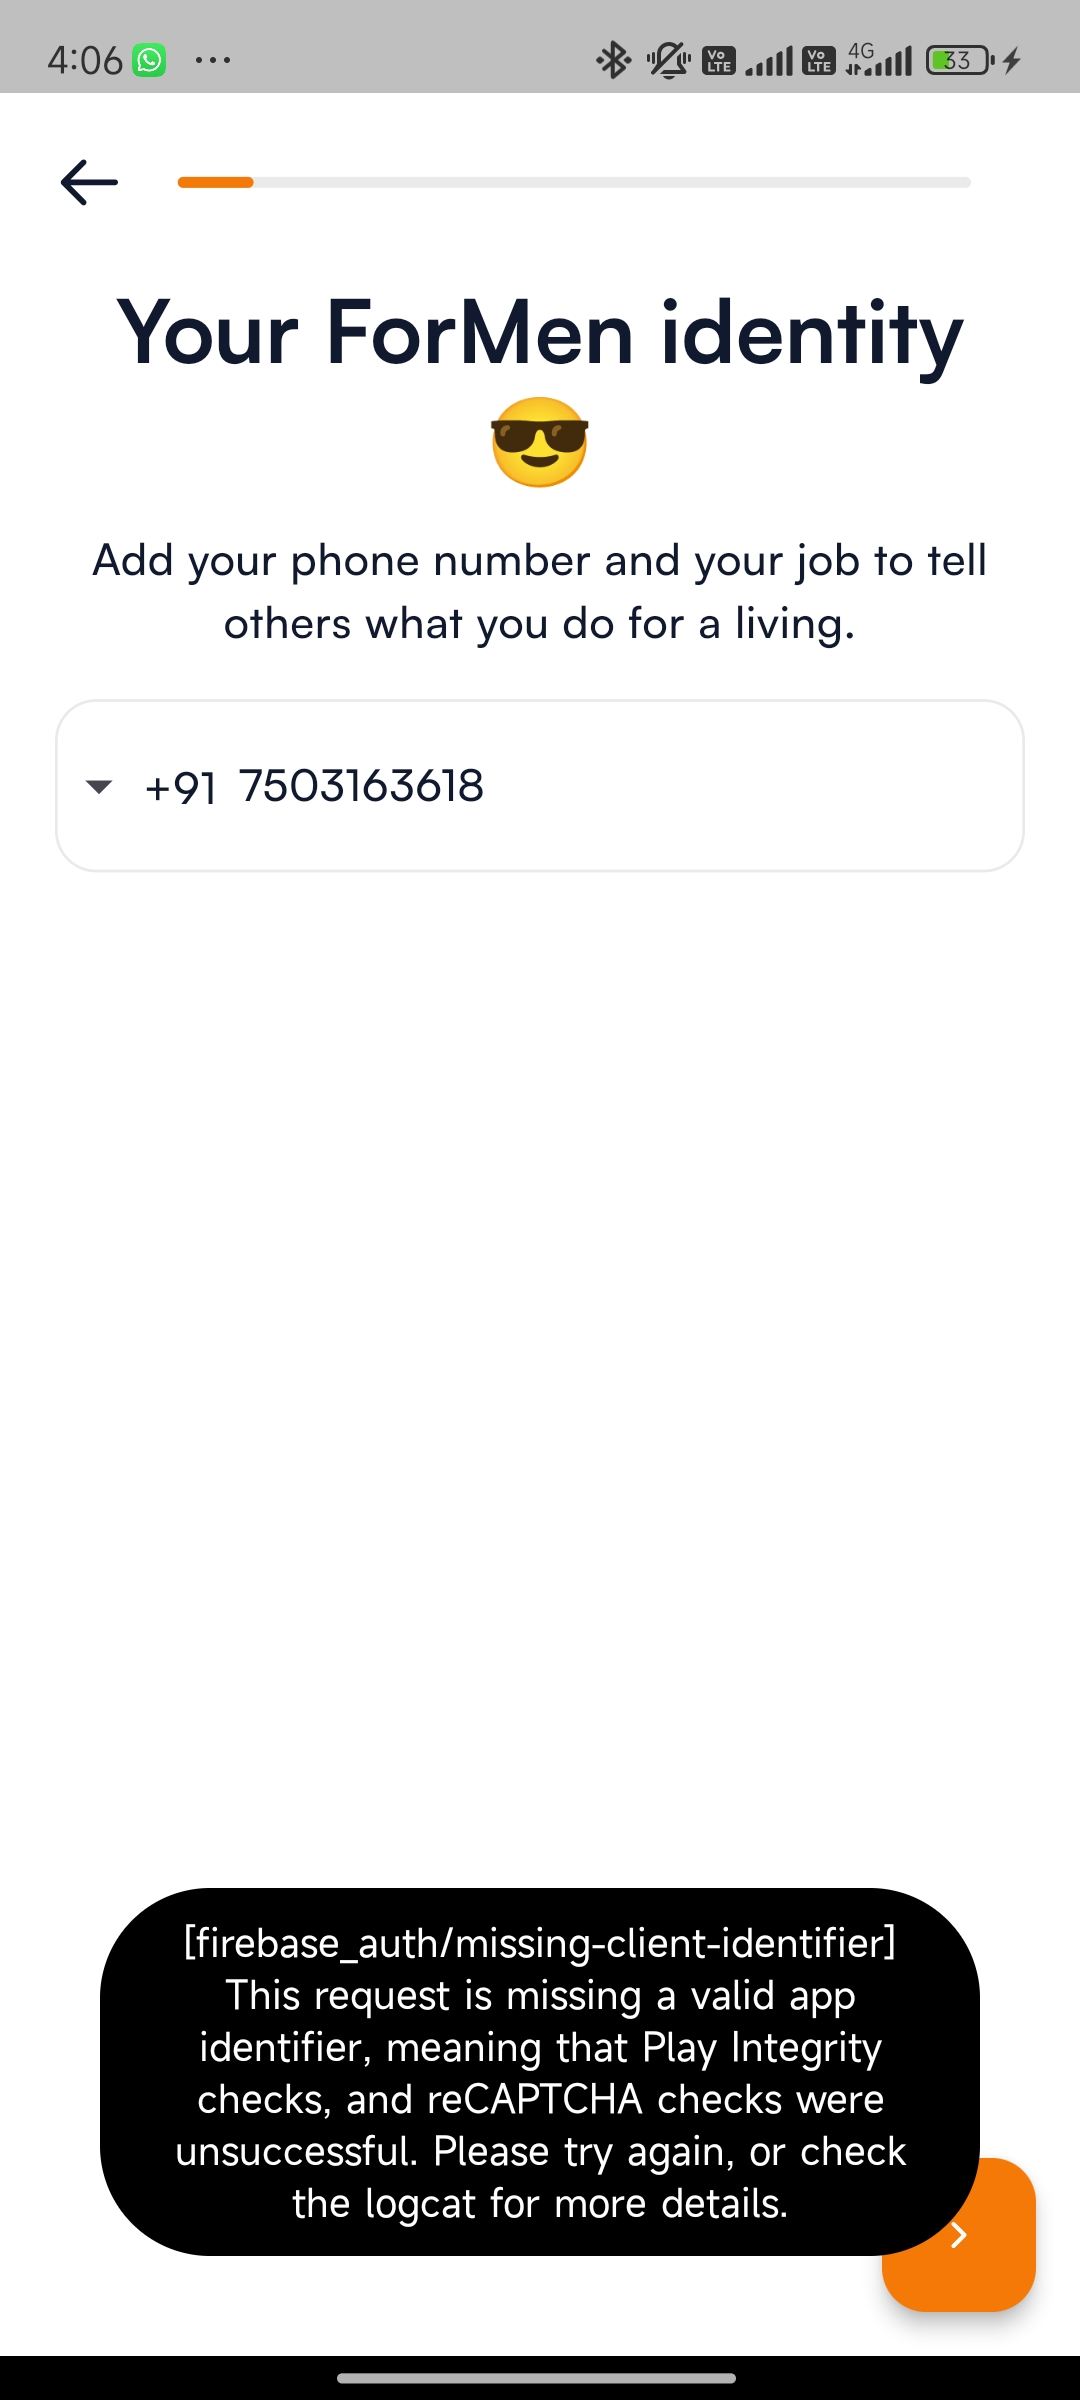 4:06
Vo LTE
Vo LTE
4G
33
Your ForMen identity
😎
Add your phone number and your job to tell
others what you do for a living.
+91 7503163618
[firebase_auth/missing-client-identifier]
This request is missing a valid app
identifier, meaning that Play Integrity
checks, and reCAPTCHA checks were
unsuccessful. Please try again, or check
the logcat for more details.